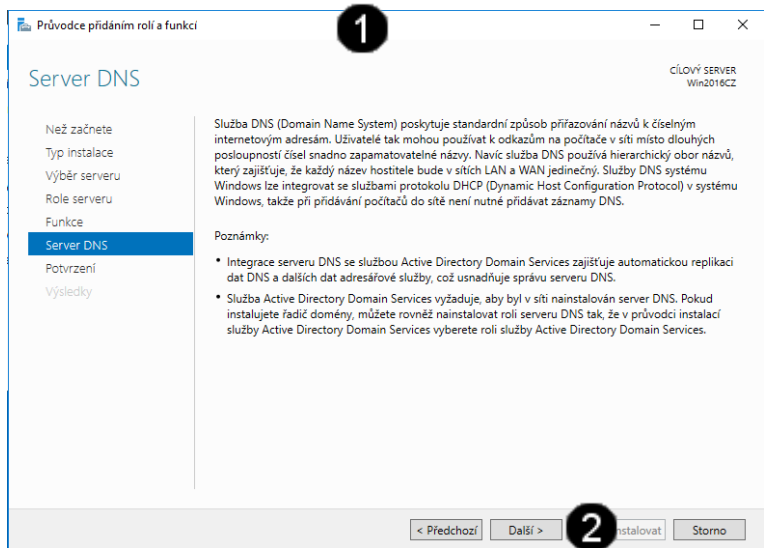 Průvodce přidáním rolí a funkcí
1
Server DNS
CÍLOVÝ SERVER
Win2016CZ
Než začnete
Typ instalace
Výběr serveru
Role serveru
Funkce
Server DNS
Potvrzení
Výsledky
Služba DNS (Domain Name System) poskytuje standardní způsob přiřazování názvů k číselným
internetovým adresám. Uživatelé tak mohou používat k odkazům na počítače v síti místo dlouhých
posloupností čísel snadno zapamatovatelné názvy. Navíc služba DNS používá hierarchický obor názvů,
který zajišťuje, že každý název hostitele bude v sítích LAN a WAN jedinečný. Služby DNS systému
Windows lze integrovat se službami protokolu DHCP (Dynamic Host Configuration Protocol) v systému
Windows, takže při přidávání počítačů do sítě není nutné přidávat záznamy DNS.
Poznámky:
• Integrace serveru DNS se službou Active Directory Domain Services zajišťuje automatickou replikaci
dat DNS a dalších dat adresářové služby, což usnadňuje správu serveru DNS.
• Služba Active Directory Domain Services vyžaduje, aby byl v síti nainstalován server DNS. Pokud
instalujete řadič domény, můžete rovněž nainstalovat roli serveru DNS tak, že v průvodci instalací
služby Active Directory Domain Services vyberete roli služby Active Directory Domain Services.
< Předchozí Další > 2 nstalovat Storno